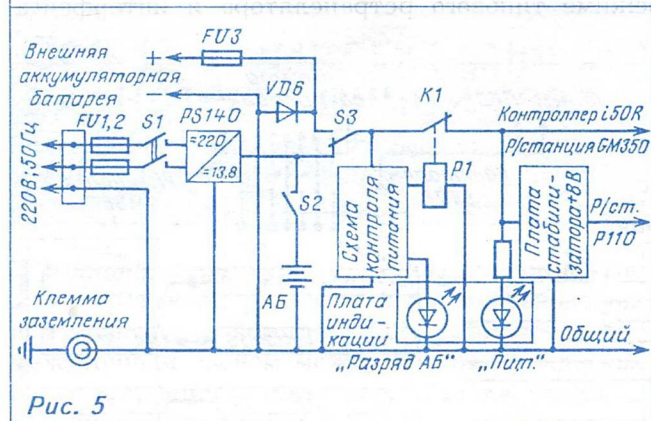 FU3
Внешняя
аккумуляторная
батарея
+
−
VD6
FU1,2
S1
PS140
S3
K1
Контроллер i50R
220В; 50Гц
=220
=13,8
S2
P1
Р/станция GM350
Схема
контроля
питания
Плата
стабили-
затора+8В
Р/ст.
P110
АБ
Клемма
заземления
Плата
инди-
кации
Общий
„Разряд АБ"
„Пит."
Рис. 5